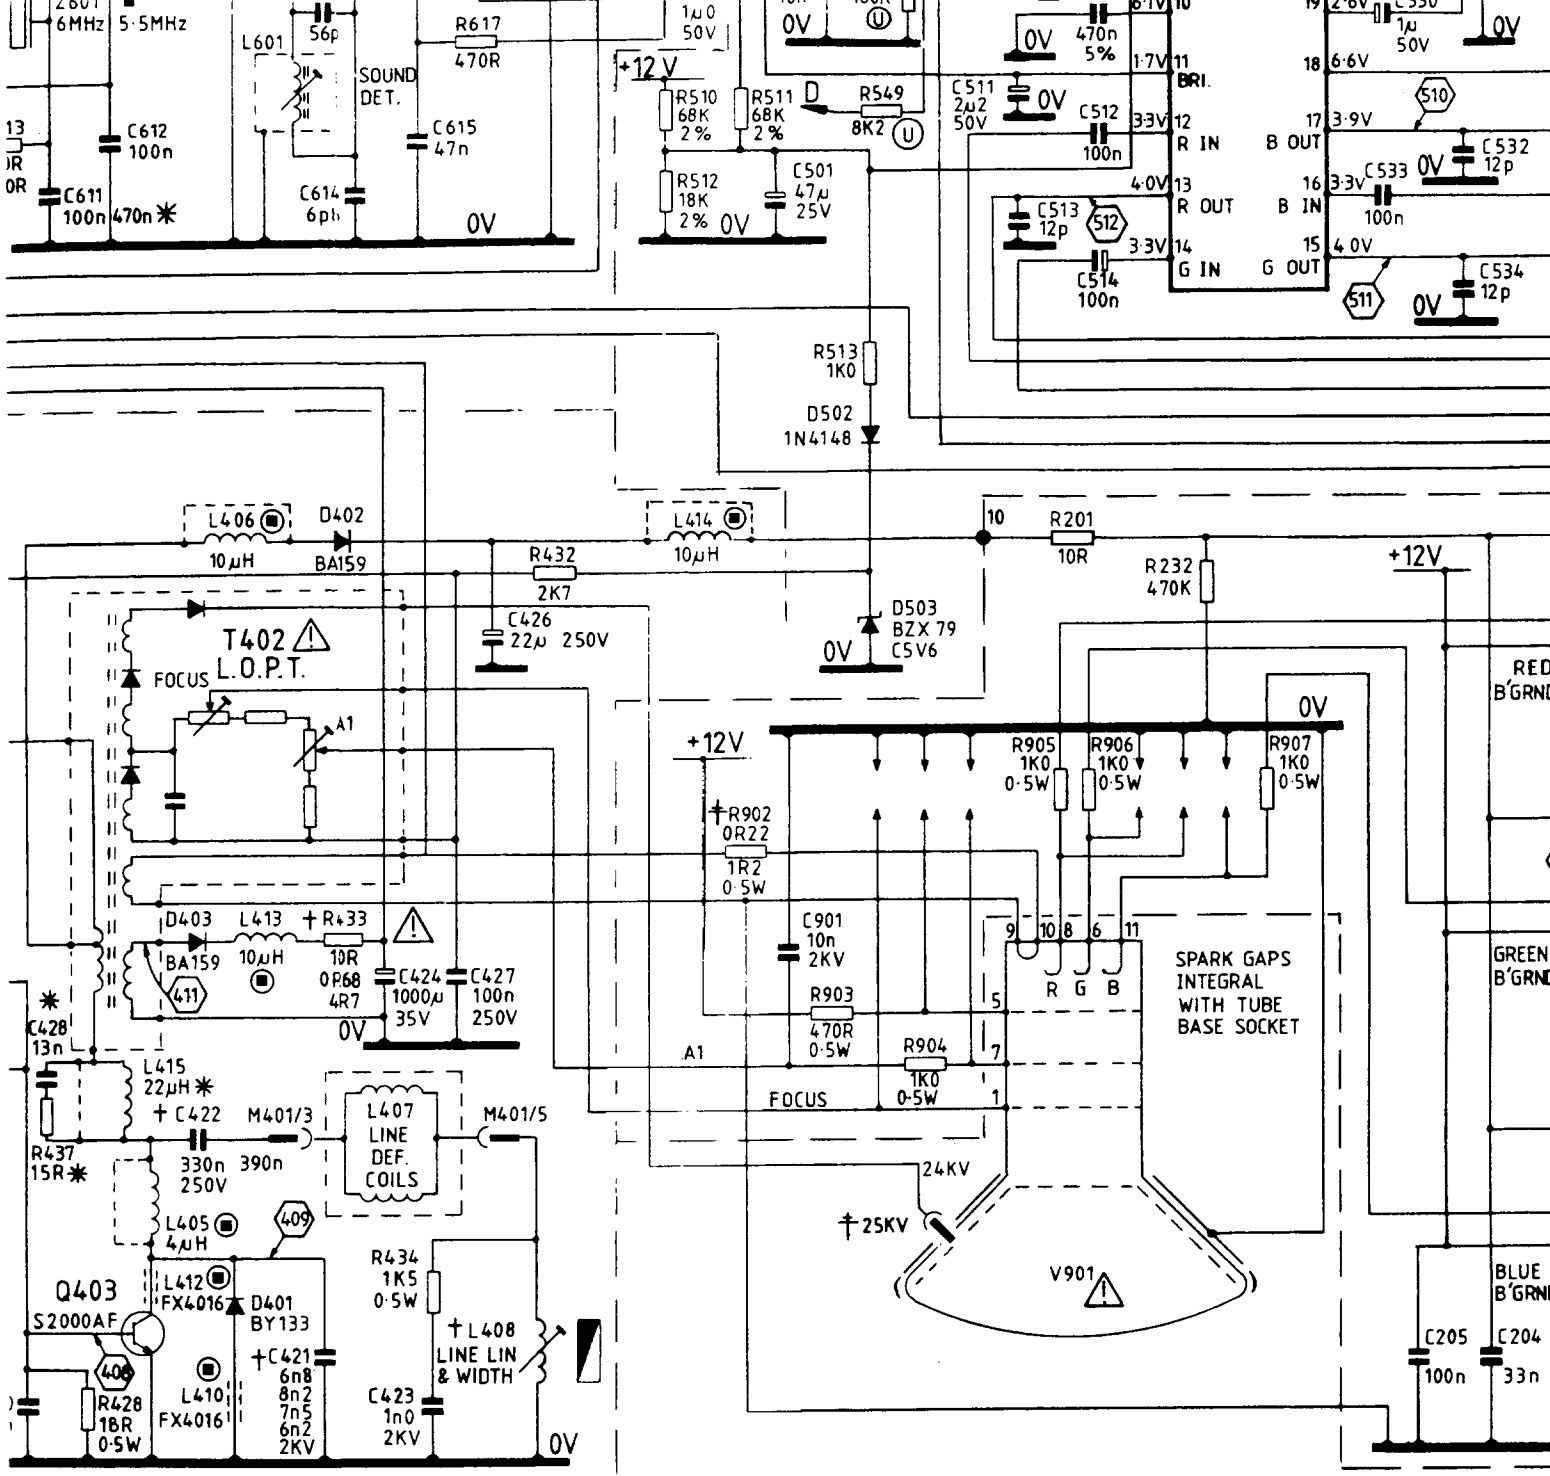 6MHz
5·5MHz
L601
56p
SOUND
DET.
R617
470R
1µ0
50V
C612
100n
C611
100n
470n ✱
C614
C615
47n
0V
+12V
R510
68K
2%
R511
68K
2%
R512
18K
2%
C501
47µ
25V
0V
0V
U
D
R549
8K2
U
0V
470n
5%
C511
2µ2
50V
0V
C512
100n
C513
12p
512
C514
100n
6·1V
10
1·7V
11
BRI.
3·3V
12
R IN
4·0V
13
R OUT
3·3V
14
G IN
19
2·6V
1µ
50V
0V
18
6·6V
510
17
3·9V
B OUT
C532
12p
0V
16
3·3V
B IN
C533
100n
15
4·0V
G OUT
511
C534
12p
0V
R513
1K0
D502
1N4148
L406
10µH
D402
BA159
L414
10µH
R432
2K7
C426
22µ 250V
D503
BZX79
C5V6
0V
10
R201
10R
R232
470K
+12V
RED
B'GRND
T402
L.O.P.T.
FOCUS
A1
0V
+12V
R905
1K0
0·5W
R906
1K0
0·5W
R907
1K0
0·5W
†R902
0R22
1R2
0·5W
C901
10n
2KV
D403
BA159
L413
10µH
†R433
10R
0R68
4R7
411
C424
1000µ
35V
C427
100n
250V
0V
9
10
8
6
11
R
G
B
SPARK GAPS
INTEGRAL
WITH TUBE
BASE SOCKET
GREEN
B'GRND
R903
470R
0·5W
5
A1
R904
1K0
0·5W
7
FOCUS
1
✱
C428
13n
L415
22µH ✱
R437
15R ✱
†C422
330n
390n
250V
M401/3
L407
LINE
DEF.
COILS
M401/5
24KV
†25KV
V901
L405
4µH
409
L412
FX4016
Q403
S2000AF
408
D401
BY133
R434
1K5
0·5W
†L408
LINE LIN
& WIDTH
†C421
6n8
8n2
7n5
6n2
2KV
L410
FX4016
R428
18R
0·5W
C423
1n0
2KV
0V
BLUE
B'GRND
C205
100n
C204
33n